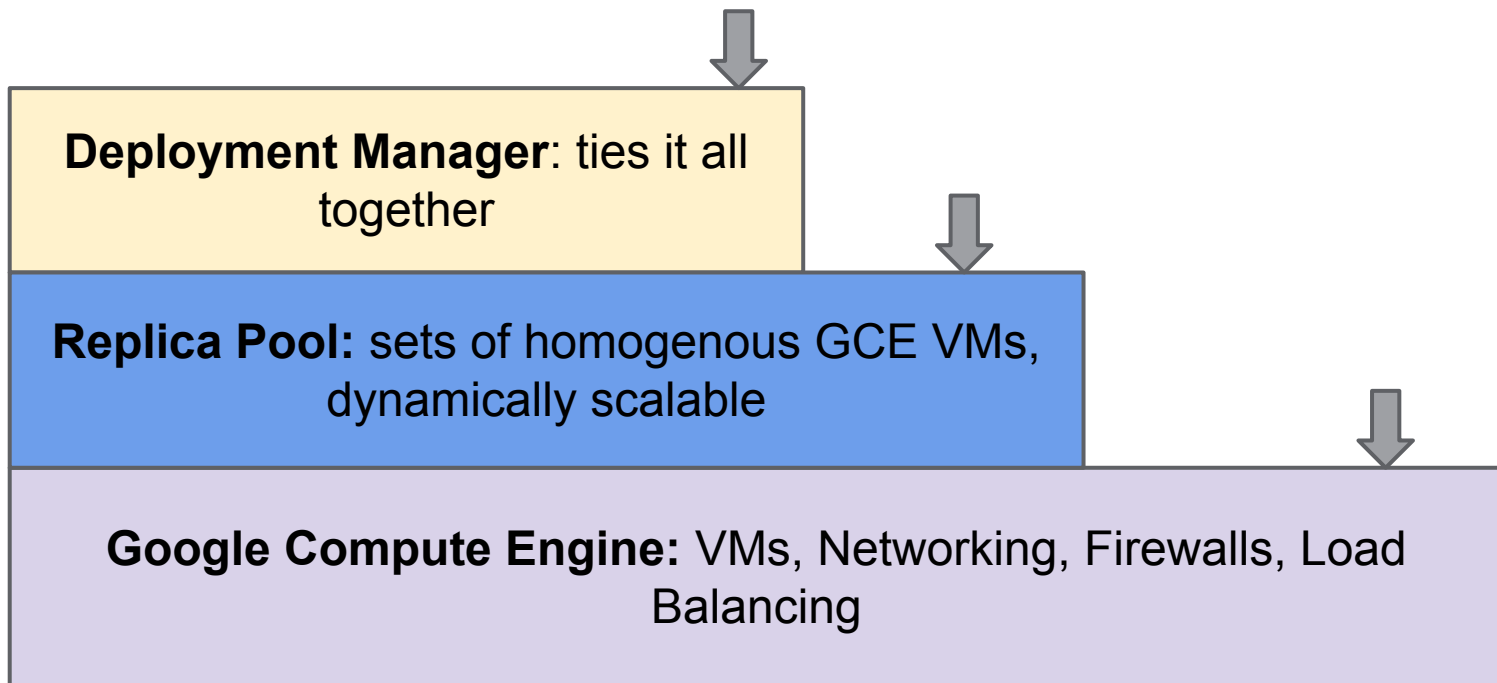 Deployment Manager: ties it all
together
Replica Pool: sets of homogenous GCE VMs,
dynamically scalable
Google Compute Engine: VMs, Networking, Firewalls, Load
Balancing